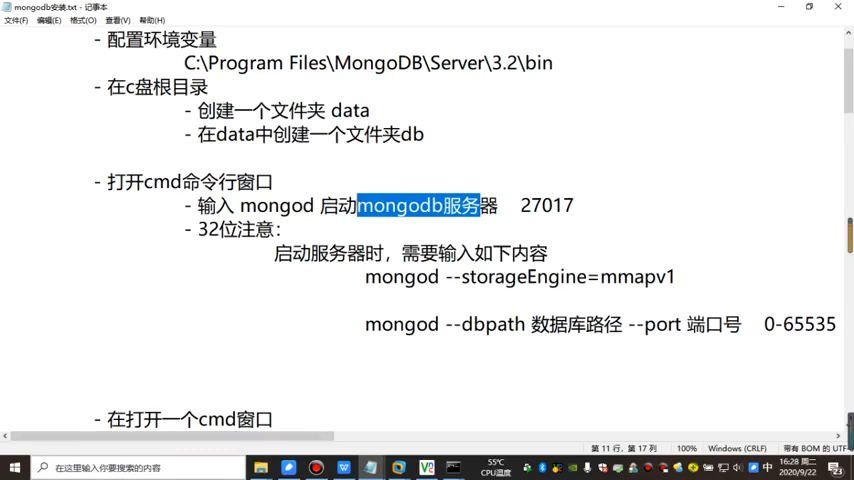 mongodb安装.txt - 记事本
文件(F) 编辑(E) 格式(O) 查看(V) 帮助(H)
- 配置环境变量
C:\Program Files\MongoDB\Server\3.2\bin
- 在c盘根目录
- 创建一个文件夹 data
- 在data中创建一个文件夹db
- 打开cmd命令行窗口
- 输入 mongod 启动mongodb服务器 27017
- 32位注意：
启动服务器时，需要输入如下内容
mongod --storageEngine=mmapv1
mongod --dbpath 数据库路径 --port 端口号 0-65535
- 在打开一个cmd窗口
第 11 行，第 17 列 100% Windows (CRLF) 带有 BOM 的 UTF-
在这里输入你要搜索的内容
55℃
CPU温度
中
16:28 周二
2020/9/22
23